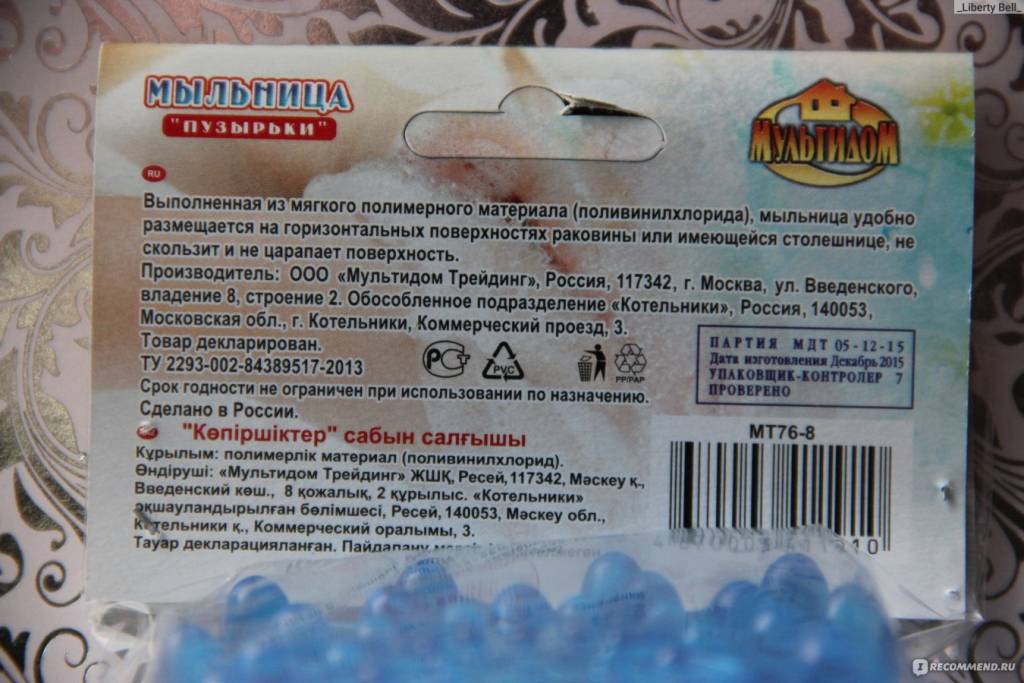 _Liberty Bell_
МЫЛЬНИЦА
"ПУЗЫРЬКИ"
МУЛЬТИДОМ
RU
Выполненная из мягкого полимерного материала (поливинилхлорида), мыльница удобно
размещается на горизонтальных поверхностях раковины или имеющейся столешнице, не
скользит и не царапает поверхность.
Производитель: ООО «Мультидом Трейдинг», Россия, 117342, г. Москва, ул. Введенского,
владение 8, строение 2. Обособленное подразделение «Котельники», Россия, 140053,
Московская обл., г. Котельники, Коммерческий проезд, 3.
Товар декларирован.
ТУ 2293-002-84389517-2013
PVC
PP/PAP
ПАРТИЯ МДТ 05-12-15
Дата изготовления Декабрь 2015
УПАКОВЩИК-КОНТРОЛЕР 7
ПРОВЕРЕНО
Срок годности не ограничен при использовании по назначению.
Сделано в России.
"Көпіршіктер" сабын салғышы
Құрылым: полимерлік материал (поливинилхлорид).
Өндіруші: «Мультидом Трейдинг» ЖШҚ, Ресей,117342, Мәскеу қ.,
Введенский көш., 8 қожалық, 2 құрылыс. «Котельники»
оқшауландырылған бөлімшесі, Ресей, 140053, Мәскеу обл.,
Котельники қ., Коммерческий оралымы, 3.
Тауар декларацияланған. Пайдалану
МТ76-8
IRECOMMEND.RU